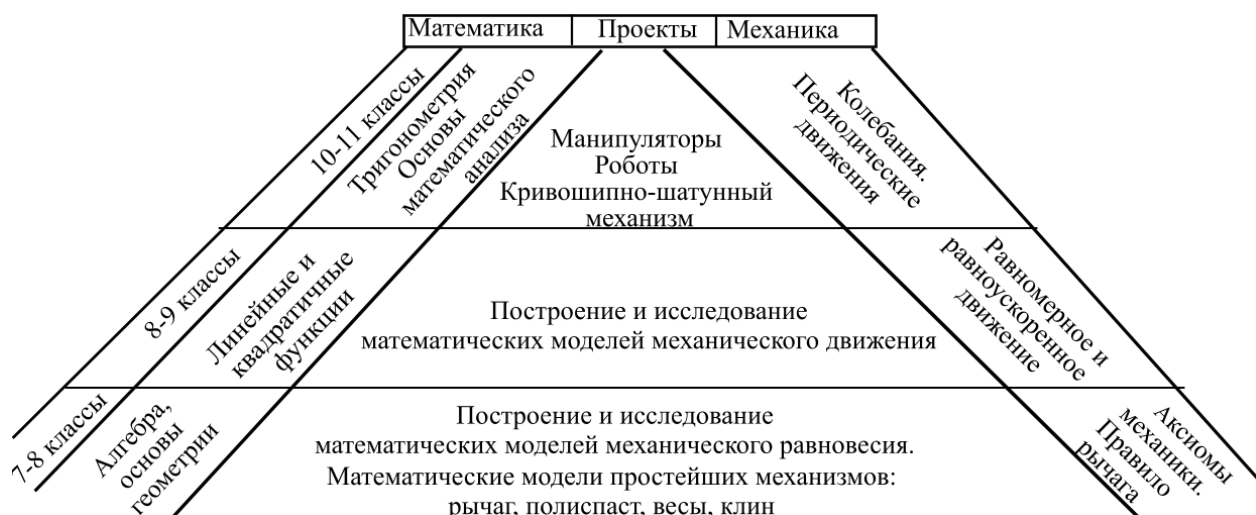 Математика Проекты Механика
10-11 классы
Тригонометрия
Основы
математического
анализа
Манипуляторы
Роботы
Кривошипно-шатунный
механизм
Колебания.
Периодические
движения
8-9 классы
Линейные и
квадратичные
функции
Построение и исследование
математических моделей механического движения
Равномерное и
равноускоренное
движение
7-8 классы
Алгебра,
основы
геометрии
Построение и исследование
математических моделей механического равновесия.
Математические модели простейших механизмов:
рычаг, полиспаст, весы, клин
Аксиомы
механики.
Правило
рычага